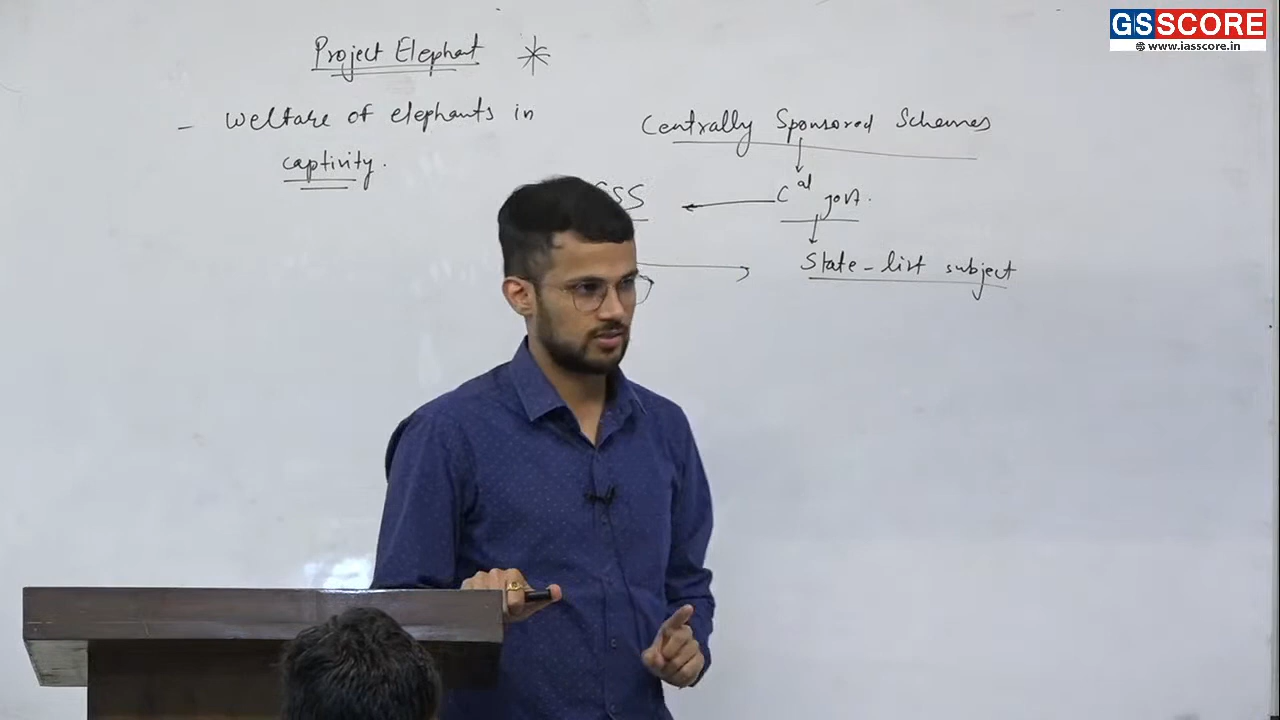 GSSCORE
www.iasscore.in
Project Elephant
- Welfare of elephants in
captivity.
Centrally Sponsored Schemes
CSS
Cal govt.
State-list subject